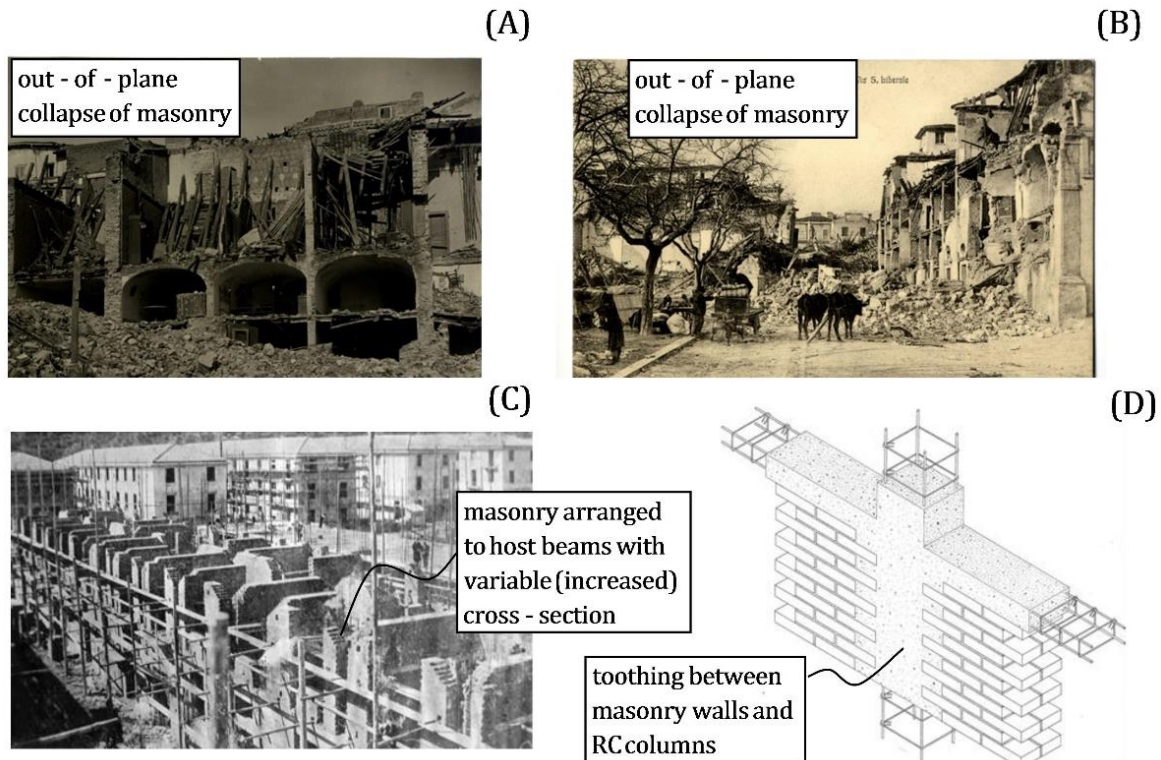 (A)
out - of - plane
collapse of masonry
(B)
out - of - plane
collapse of masonry
S. liberale
(C)
masonry arranged
to host beams with
variable (increased)
cross - section
(D)
toothing between
masonry walls and
RC columns